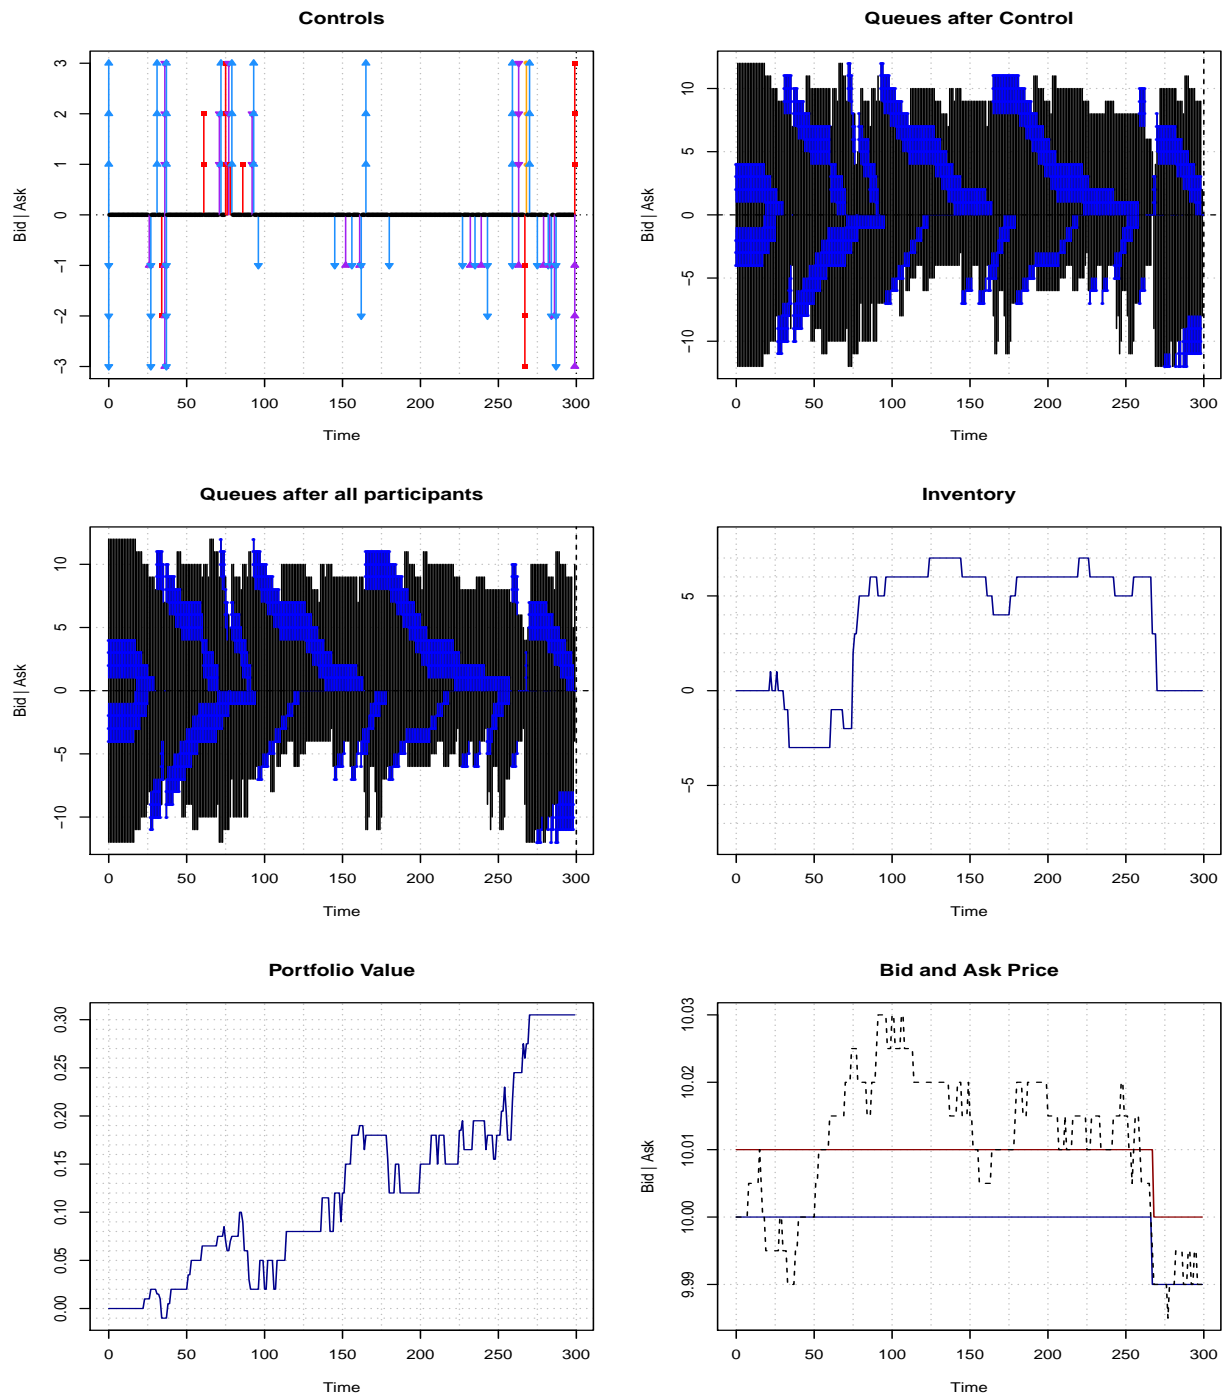 Controls
Bid | Ask
3
2
1
0
−1
−2
−3
0 50 100 150 200 250 300
Time
Queues after Control
Bid | Ask
10
5
0
−5
−10
0 50 100 150 200 250 300
Time
Queues after all participants
Bid | Ask
10
5
0
−5
−10
0 50 100 150 200 250 300
Time
Inventory
5
0
−5
0 50 100 150 200 250 300
Time
Portfolio Value
0.30
0.25
0.20
0.15
0.10
0.05
0.00
0 50 100 150 200 250 300
Time
Bid and Ask Price
Bid | Ask
10.03
10.02
10.01
10.00
9.99
0 50 100 150 200 250 300
Time